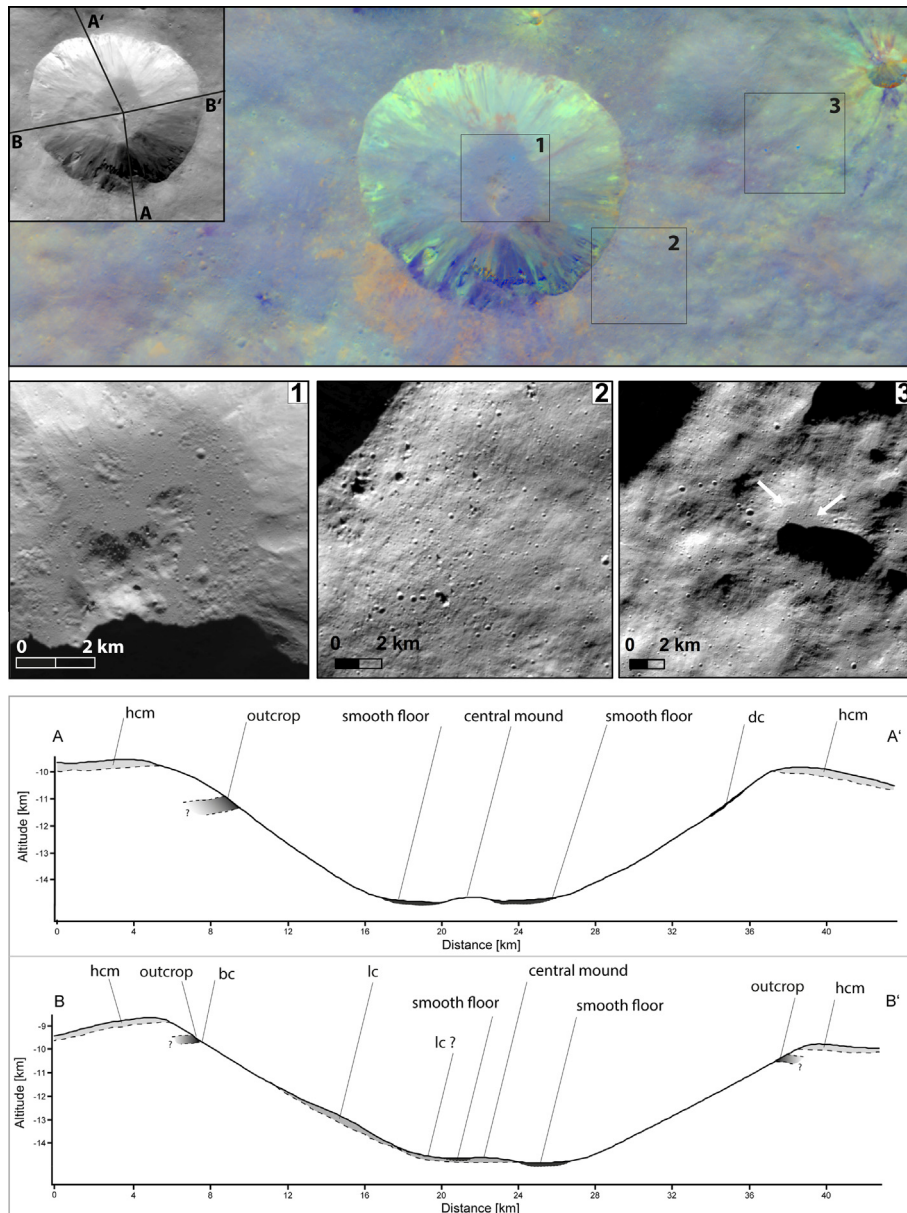 A'
B'
B
A
1
2
3
1
0 2 km
2
0 2 km
3
0 2 km
hcm outcrop smooth floor central mound smooth floor dc hcm
A A'
Altitude [km]
-10
-11
?
-12
-13
-14
0 4 8 12 16 20 24 28 32 36 40
Distance [km]
hcm outcrop bc lc central mound outcrop hcm
B smooth floor smooth floor B'
lc ?
Altitude [km]
-9
-10
? ?
-11
-12
-13
-14
0 4 8 12 16 20 24 28 32 36 40
Distance [km]